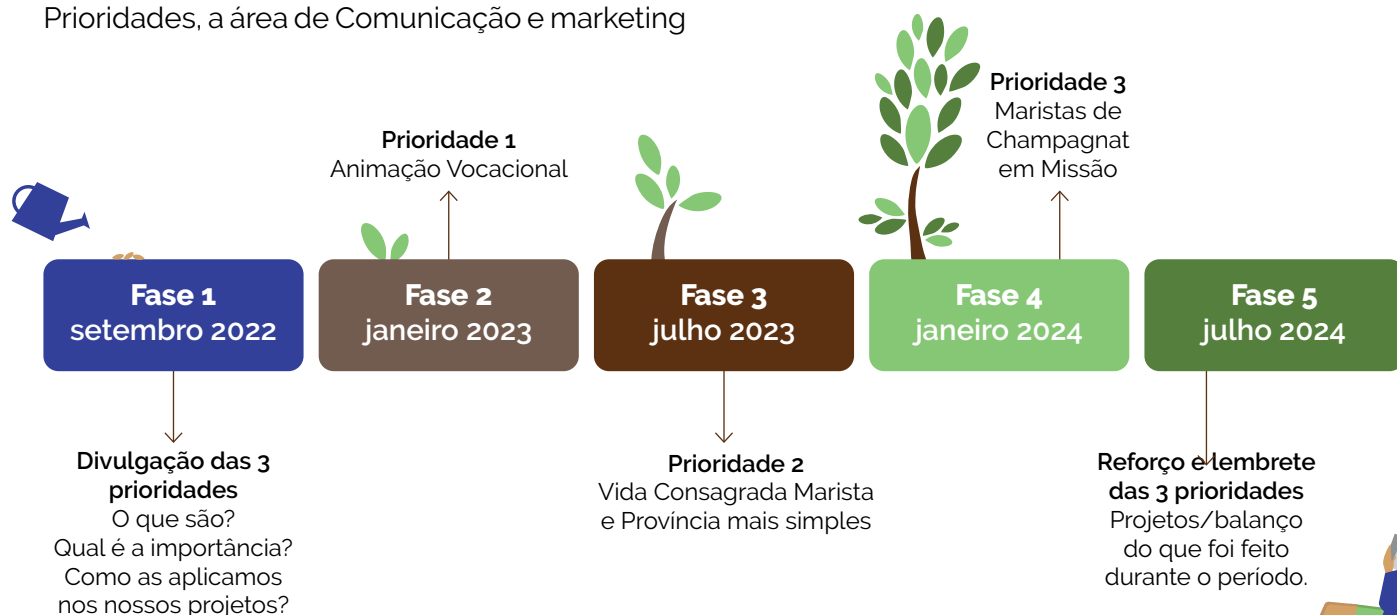 Prioridades, a área de Comunicação e marketing
Prioridade 1
Animação Vocacional
Prioridade 3
Maristas de
Champagnat
em Missão
Fase 1
setembro 2022
Fase 2
janeiro 2023
Fase 3
julho 2023
Fase 4
janeiro 2024
Fase 5
julho 2024
Divulgação das 3
prioridades
O que são?
Qual é a importância?
Como as aplicamos
nos nossos projetos?
Prioridade 2
Vida Consagrada Marista
e Província mais simples
Reforço e lembrete
das 3 prioridades
Projetos/balanço
do que foi feito
durante o período.